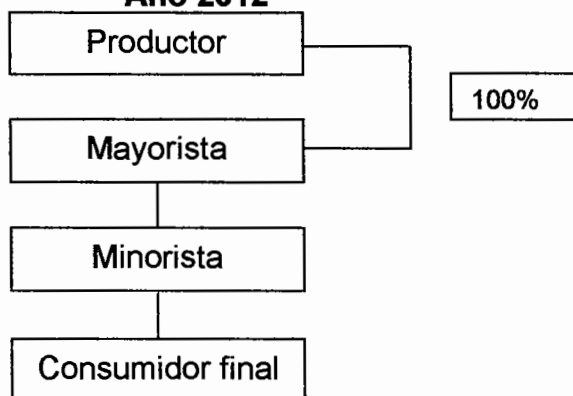 Año 2012
Productor
100%
Mayorista
Minorista
Consumidor final